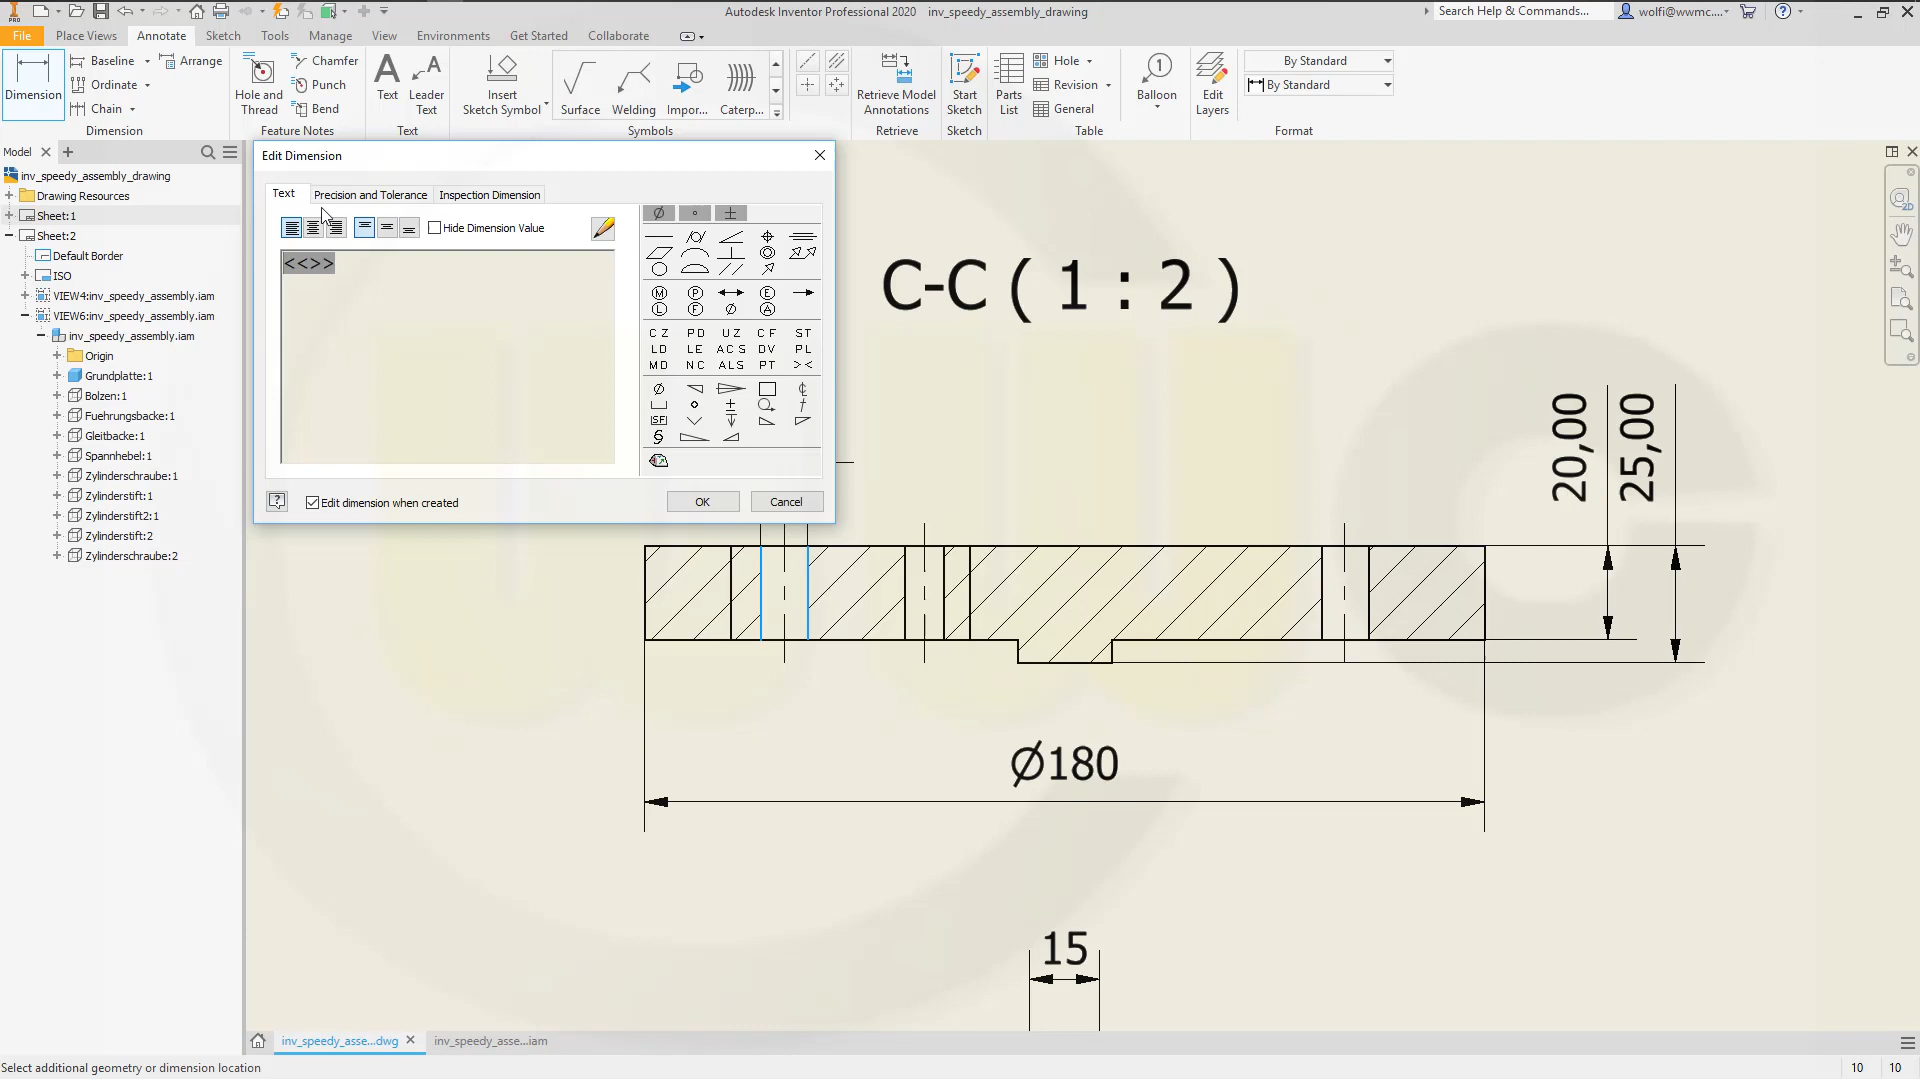 Autodesk Inventor Professional 2020 inv_speedy_assembly_drawing
Search Help & Commands...
wolfi@wwmc....
PRO
File Place Views Annotate Sketch Tools Manage View Environments Get Started Collaborate
Dimension
Baseline
Ordinate
Chain
Arrange
Dimension
Hole and Thread
Chamfer
Punch
Bend
Feature Notes
Text
Leader Text
Text
Insert Sketch Symbol
Surface
Welding
Impor...
Caterp...
Symbols
Retrieve Model Annotations
Retrieve
Start Sketch
Sketch
Parts List
Hole
Revision
General
Table
Balloon
Edit Layers
By Standard
By Standard
Format
Model
inv_speedy_assembly_drawing
Drawing Resources
Sheet:1
Sheet:2
Default Border
ISO
VIEW4:inv_speedy_assembly.iam
VIEW6:inv_speedy_assembly.iam
inv_speedy_assembly.iam
Origin
Grundplatte:1
Bolzen:1
Fuehrungsbacke:1
Gleitbacke:1
Spannhebel:1
Zylinderschraube:1
Zylinderstift:1
Zylinderstift2:1
Zylinderstift:2
Zylinderschraube:2
Edit Dimension
Text Precision and Tolerance Inspection Dimension
Hide Dimension Value
<<>>
M P E
L F A
CZ PD UZ CF ST
LD LE ACS DV PL
MD NC ALS PT ><
SF
Edit dimension when created
OK
Cancel
C-C ( 1 : 2 )
20,00
25,00
Ø180
15
inv_speedy_asse...dwg
inv_speedy_asse...iam
Select additional geometry or dimension location
10 10